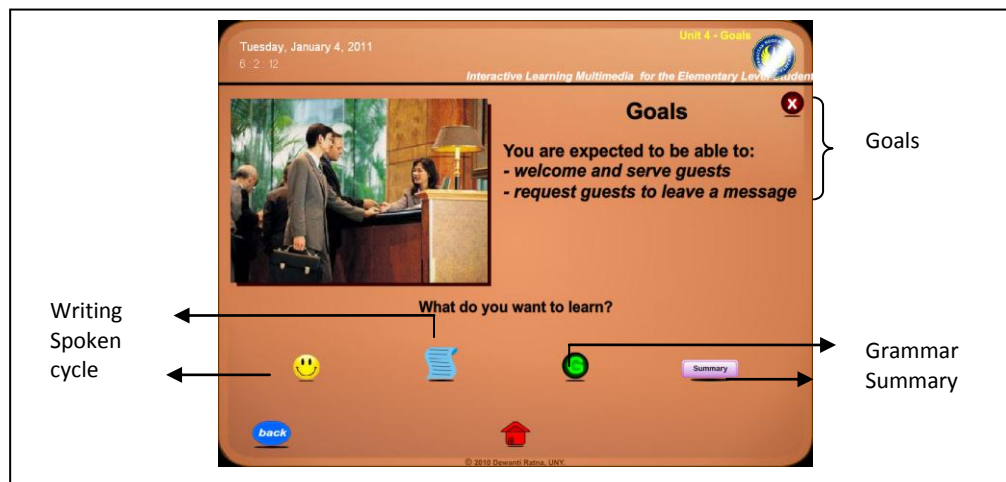 Tuesday, January 4, 2011
6 : 2 : 12
Unit 4 - Goals
Interactive Learning Multimedia for the Elementary Level Student
Goals
X
You are expected to be able to:
- welcome and serve guests
- request guests to leave a message
Goals
What do you want to learn?
Writing
Spoken
cycle
G
Summary
Grammar
Summary
back
© 2010 Dewanti Ratna, UNY.